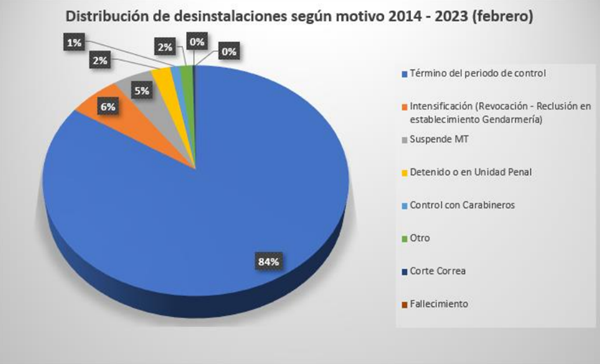 Distribución de desinstalaciones según motivo 2014 - 2023 (febrero)
1%
2%
2%
0%
0%
5%
6%
84%
Término del periodo de control
Intensificación (Revocación - Reclusión en
establecimiento Gendarmería)
Suspende MT
Detenido o en Unidad Penal
Control con Carabineros
Otro
Corte Correa
Fallecimiento